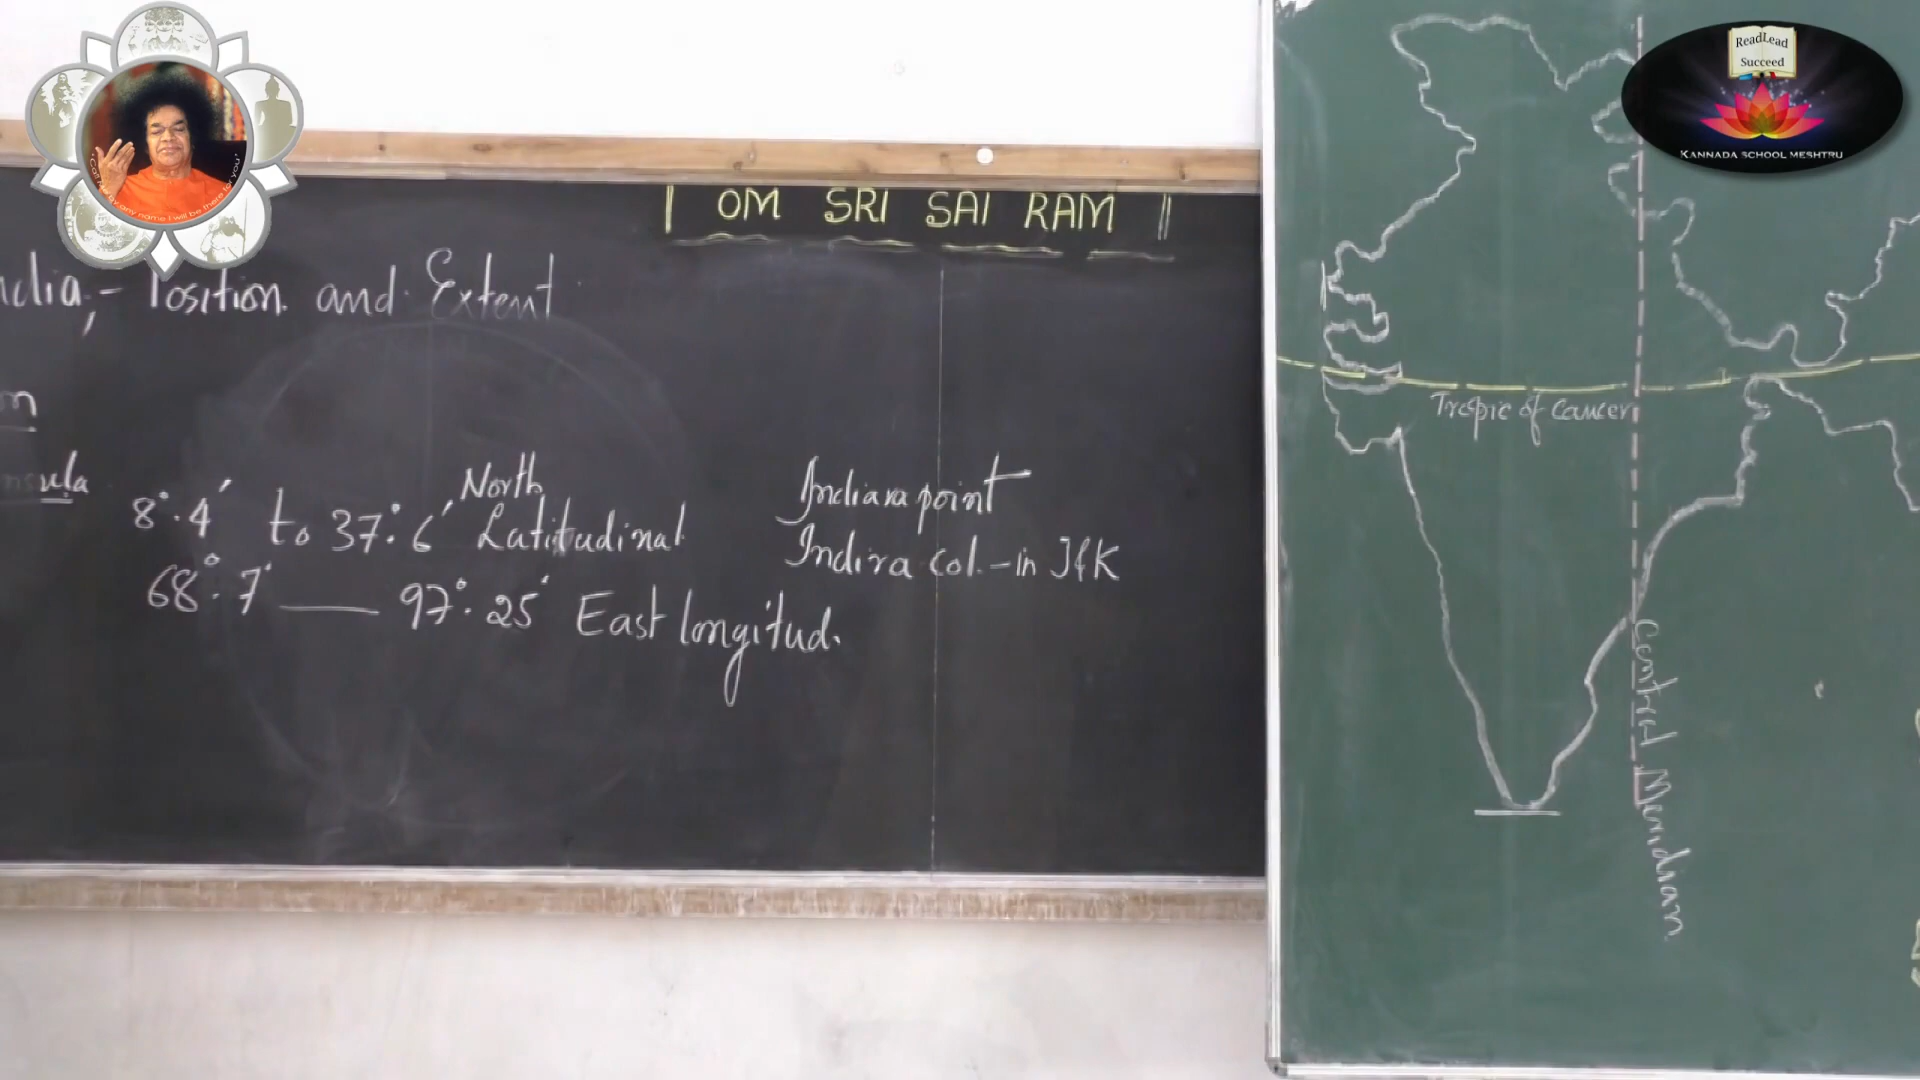 | OM SRI SAI RAM ||
ndia,- Position and Extent
nsula
8°.4′ to 37°.6′ North Latitudinal
68°.7′ — 97°.25′ East longitud.
Indiara point
Indira Col.-in J&K
Tropic of Cancer
Central Meridian
ReadLead
Succeed
KANNADA SCHOOL MESHTRU